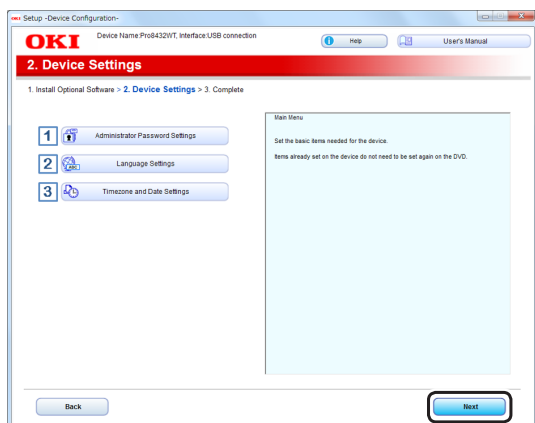 OKI Setup -Device Configuration-
OKI
Device Name:Pro8432WT, Interface:USB connection
Help
User's Manual
2. Device Settings
1. Install Optional Software > 2. Device Settings > 3. Complete
1 Administrator Password Settings
2 ABC Language Settings
3 Timezone and Date Settings
Main Menu
Set the basic items needed for the device.
Items already set on the device do not need to be set again on the DVD.
Back
Next